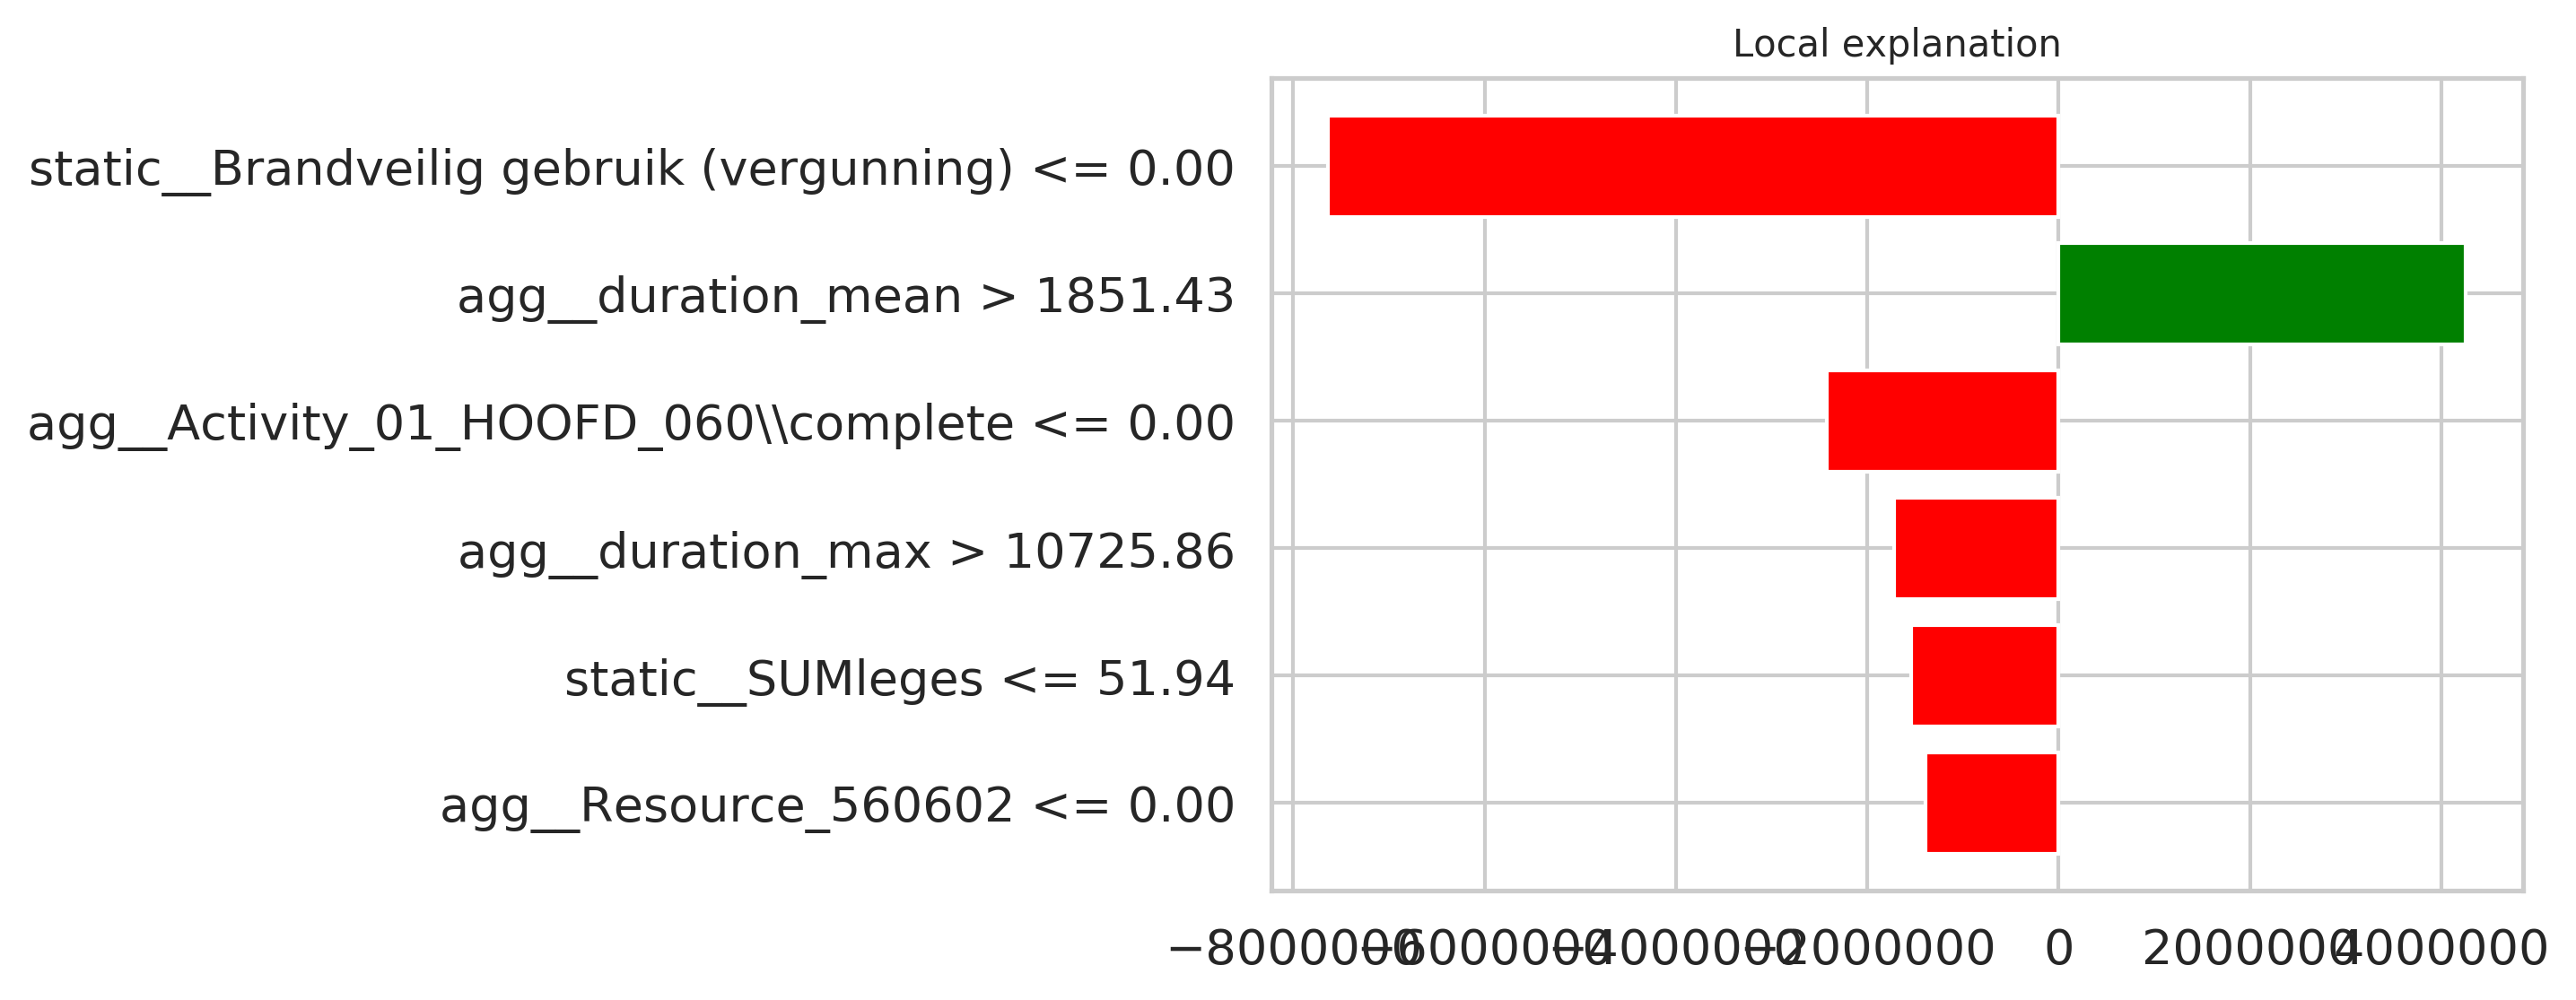 Local explanation
static__Brandveilig gebruik (vergunning) <= 0.00
agg__duration_mean > 1851.43
agg__Activity_01_HOOFD_060\\complete <= 0.00
agg__duration_max > 10725.86
static__SUMleges <= 51.94
agg__Resource_560602 <= 0.00
−8000000 −6000000 −4000000 −2000000 0 2000000 4000000